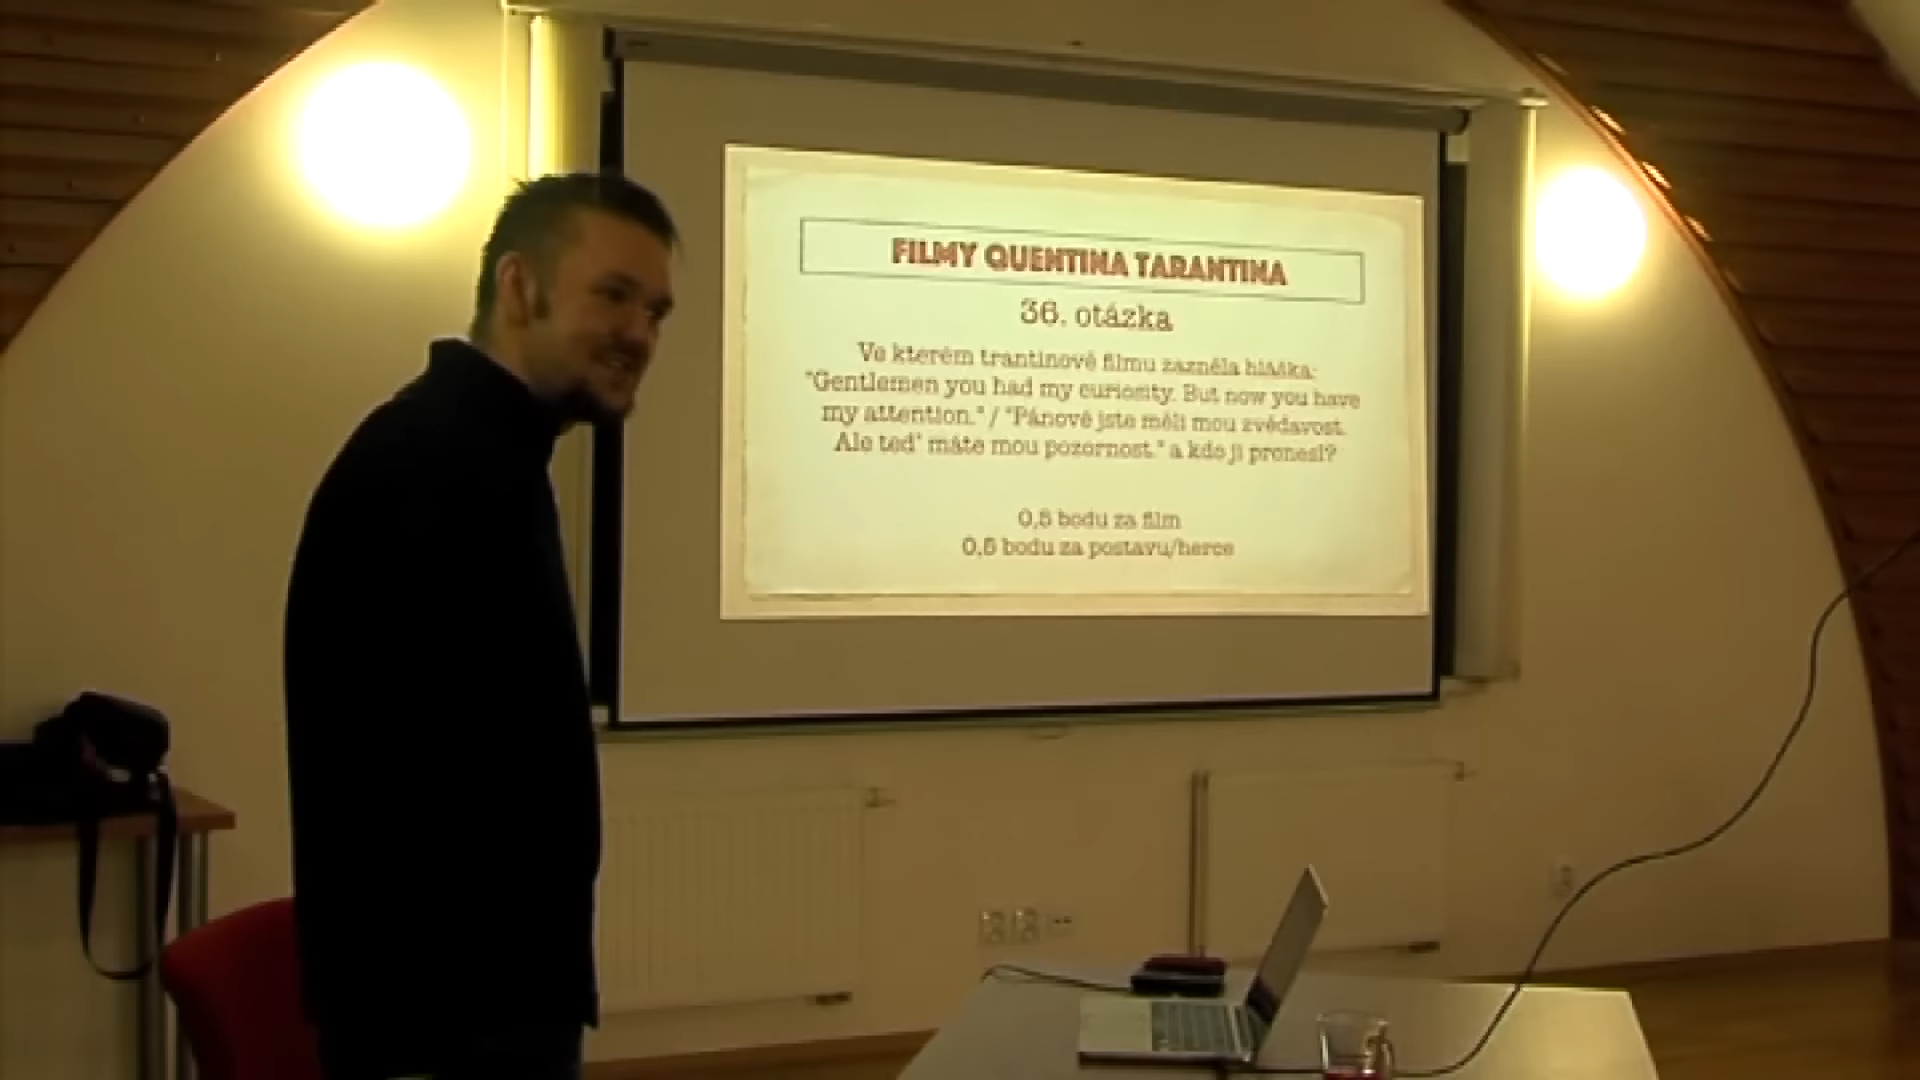 FILMY QUENTINA TARANTINA
36. otázka
Ve kterém trantinově filmu zazněla hláška:
"Gentlemen you had my curiosity. But now you have
my attention." / "Pánové jste měli mou zvědavost.
Ale teď máte mou pozornost." a kdo ji pronesl?
0,5 bodu za film
0,5 bodu za postavu/herce